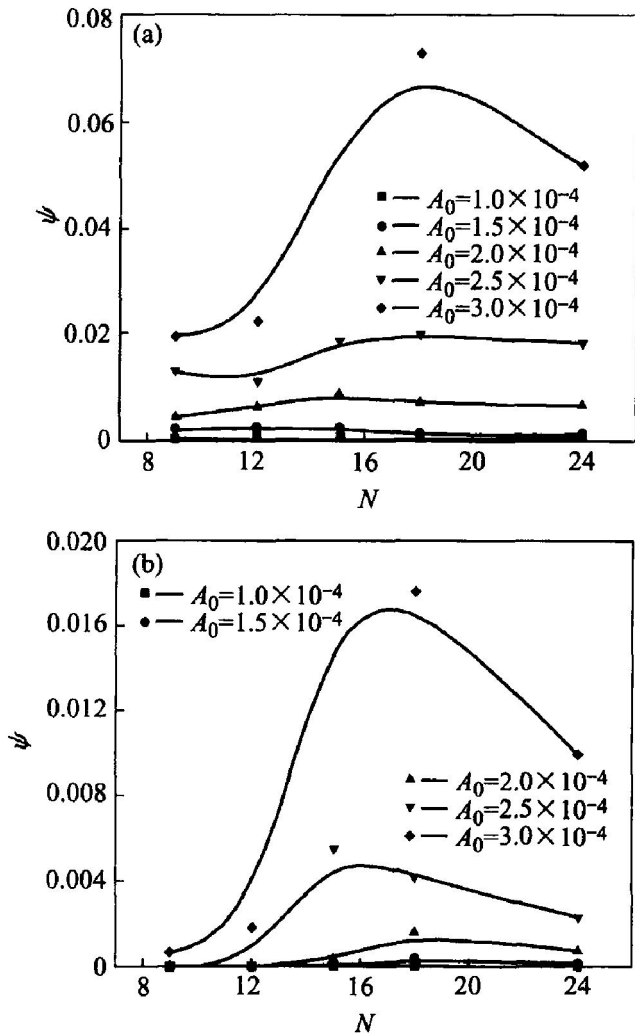 0.08
(a)
0.06
A₀=1.0×10⁻⁴
A₀=1.5×10⁻⁴
ψ
0.04
A₀=2.0×10⁻⁴
A₀=2.5×10⁻⁴
A₀=3.0×10⁻⁴
0.02
0
8 12 16 20 24
N
0.020
(b)
A₀=1.0×10⁻⁴
0.016
A₀=1.5×10⁻⁴
0.012
ψ
0.008
A₀=2.0×10⁻⁴
A₀=2.5×10⁻⁴
A₀=3.0×10⁻⁴
0.004
0
8 12 16 20 24
N